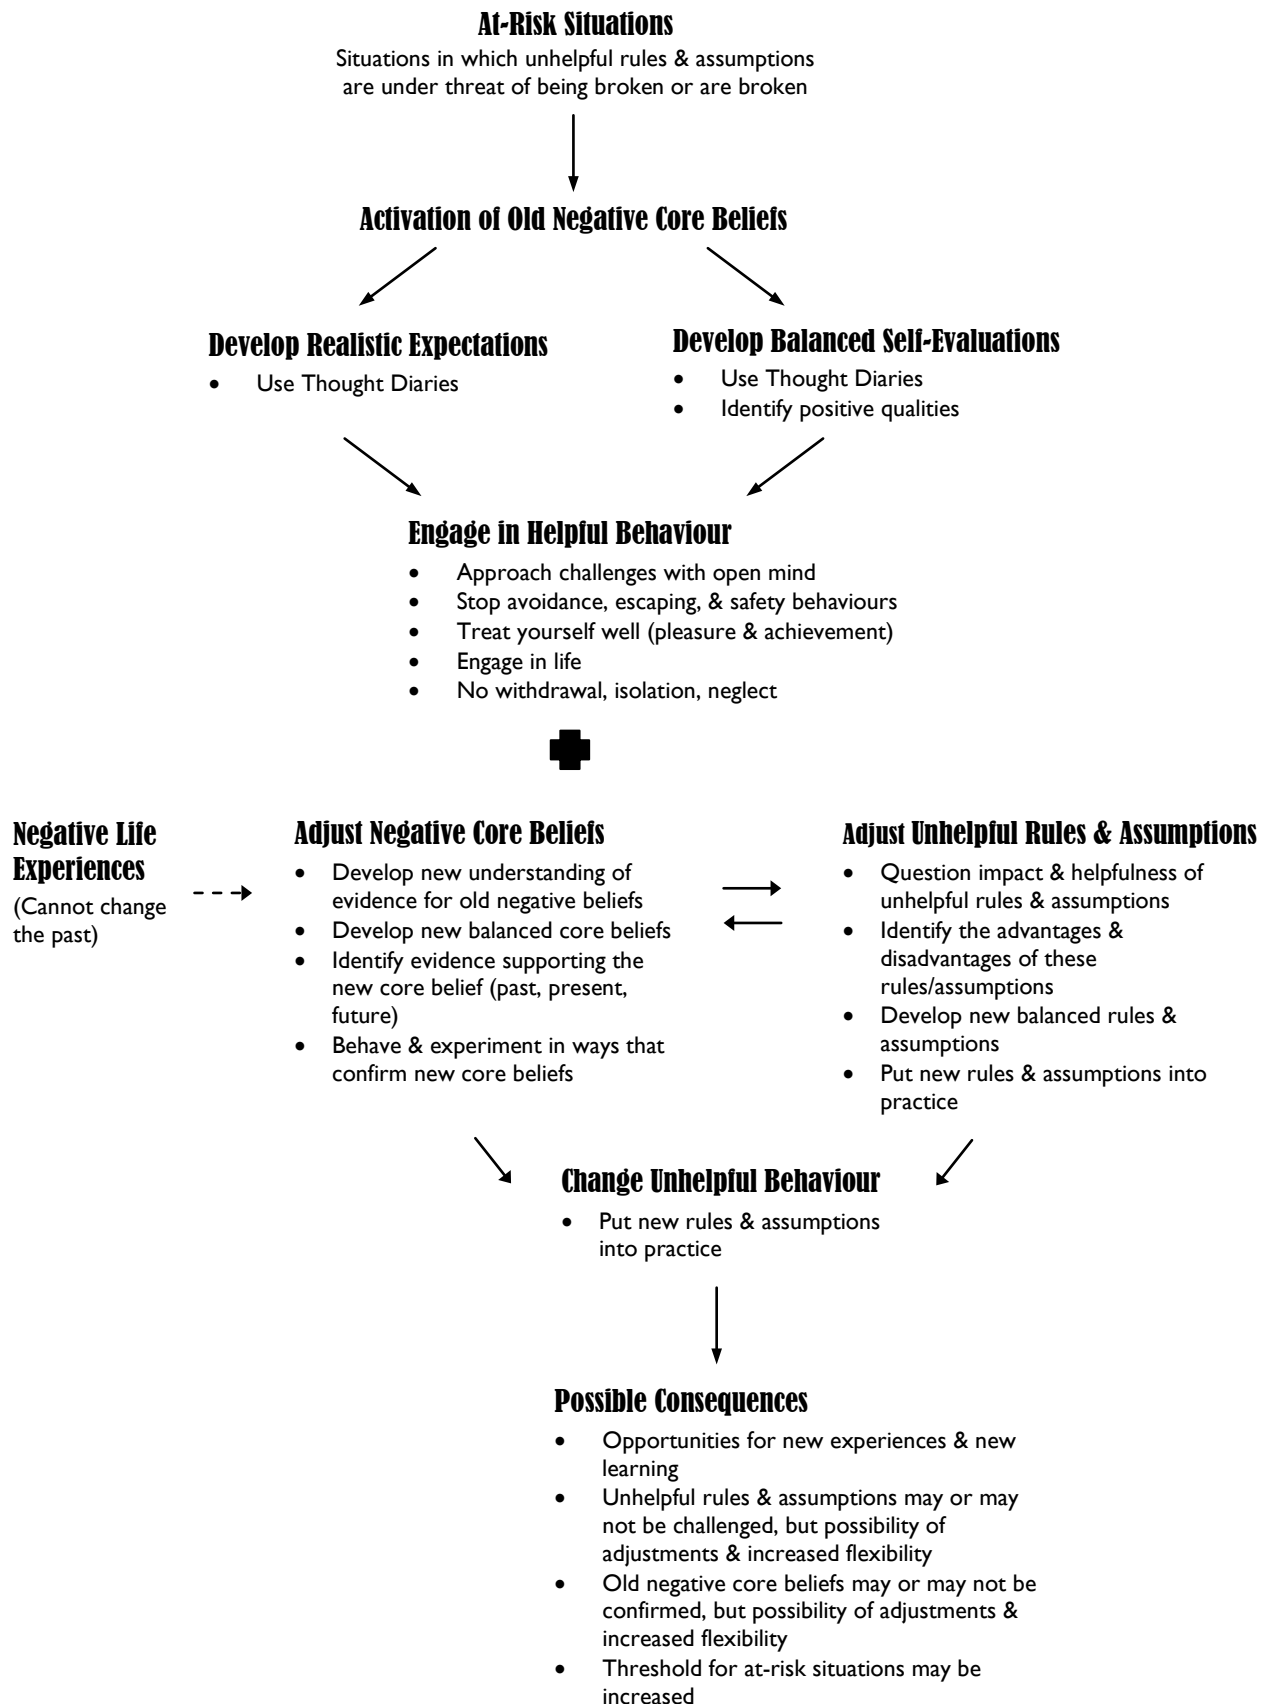 At-Risk Situations
Situations in which unhelpful rules & assumptions
are under threat of being broken or are broken
Activation of Old Negative Core Beliefs
Develop Realistic Expectations
• Use Thought Diaries
Develop Balanced Self-Evaluations
• Use Thought Diaries
• Identify positive qualities
Engage in Helpful Behaviour
• Approach challenges with open mind
• Stop avoidance, escaping, & safety behaviours
• Treat yourself well (pleasure & achievement)
• Engage in life
• No withdrawal, isolation, neglect
Negative Life
Experiences
(Cannot change
the past)
Adjust Negative Core Beliefs
• Develop new understanding of
evidence for old negative beliefs
• Develop new balanced core beliefs
• Identify evidence supporting the
new core belief (past, present,
future)
• Behave & experiment in ways that
confirm new core beliefs
Adjust Unhelpful Rules & Assumptions
• Question impact & helpfulness of
unhelpful rules & assumptions
• Identify the advantages &
disadvantages of these
rules/assumptions
• Develop new balanced rules &
assumptions
• Put new rules & assumptions into
practice
Change Unhelpful Behaviour
• Put new rules & assumptions
into practice
Possible Consequences
• Opportunities for new experiences & new
learning
• Unhelpful rules & assumptions may or may
not be challenged, but possibility of
adjustments & increased flexibility
• Old negative core beliefs may or may not be
confirmed, but possibility of adjustments &
increased flexibility
• Threshold for at-risk situations may be
increased